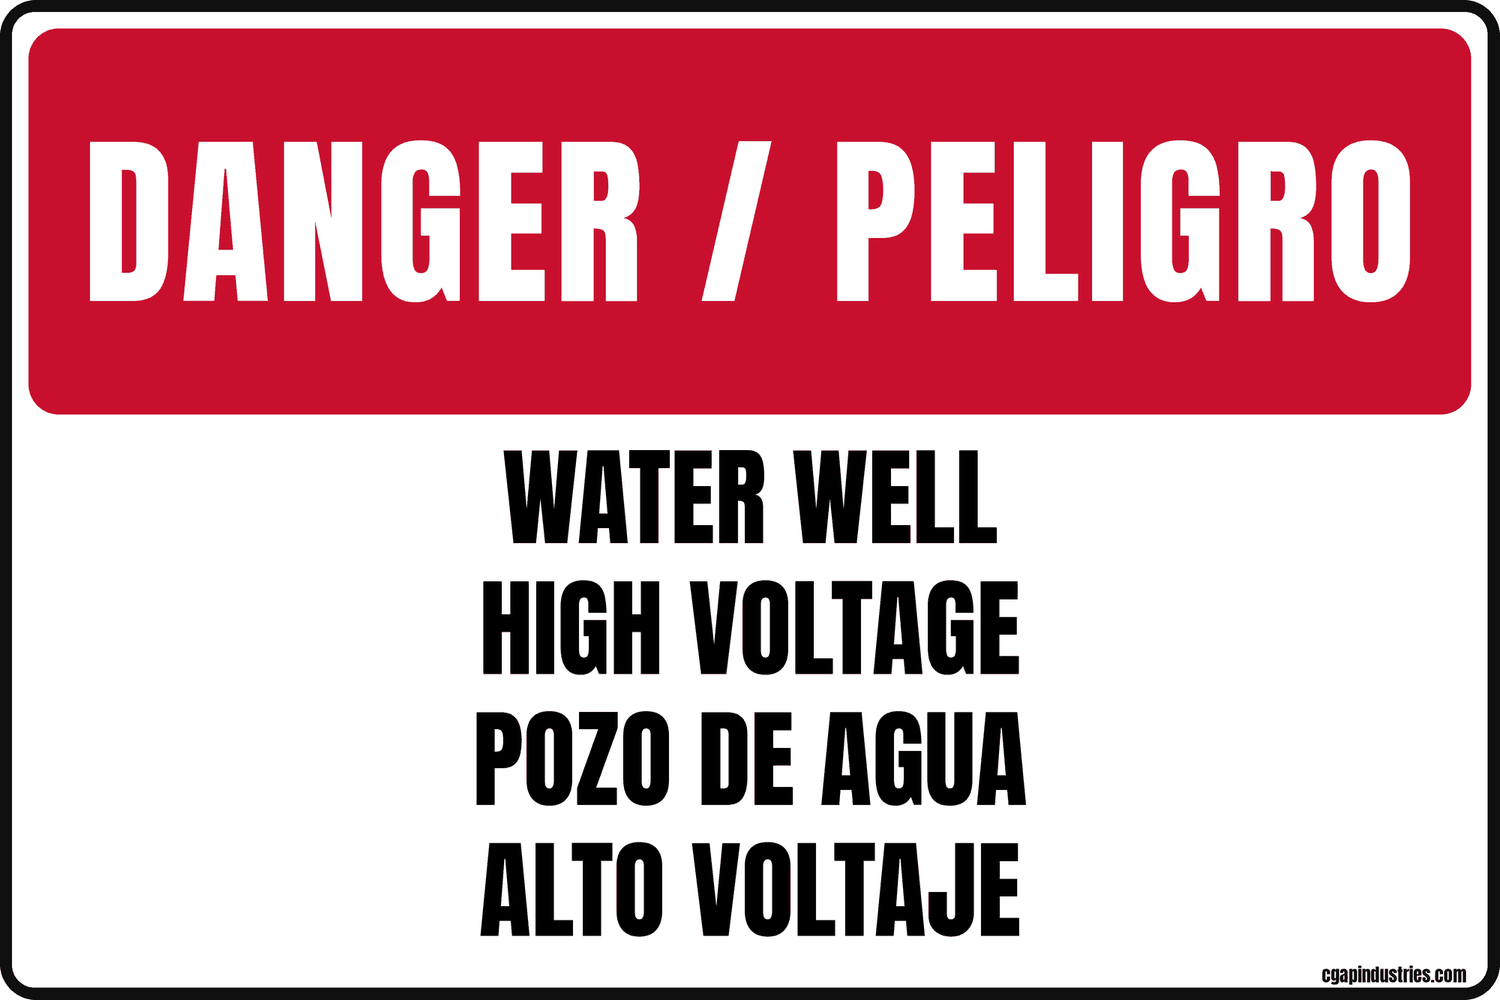 DANGER / PELIGRO
WATER WELL
HIGH VOLTAGE
POZO DE AGUA
ALTO VOLTAJE
cgapindustries.com